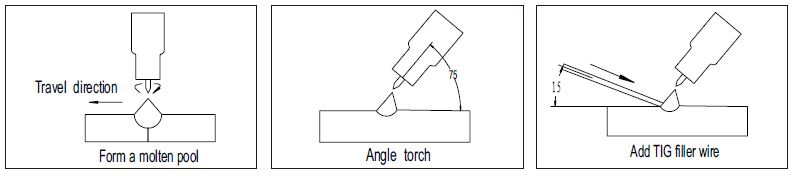 Travel direction
Form a molten pool
75
Angle torch
15
Add TIG filler wire